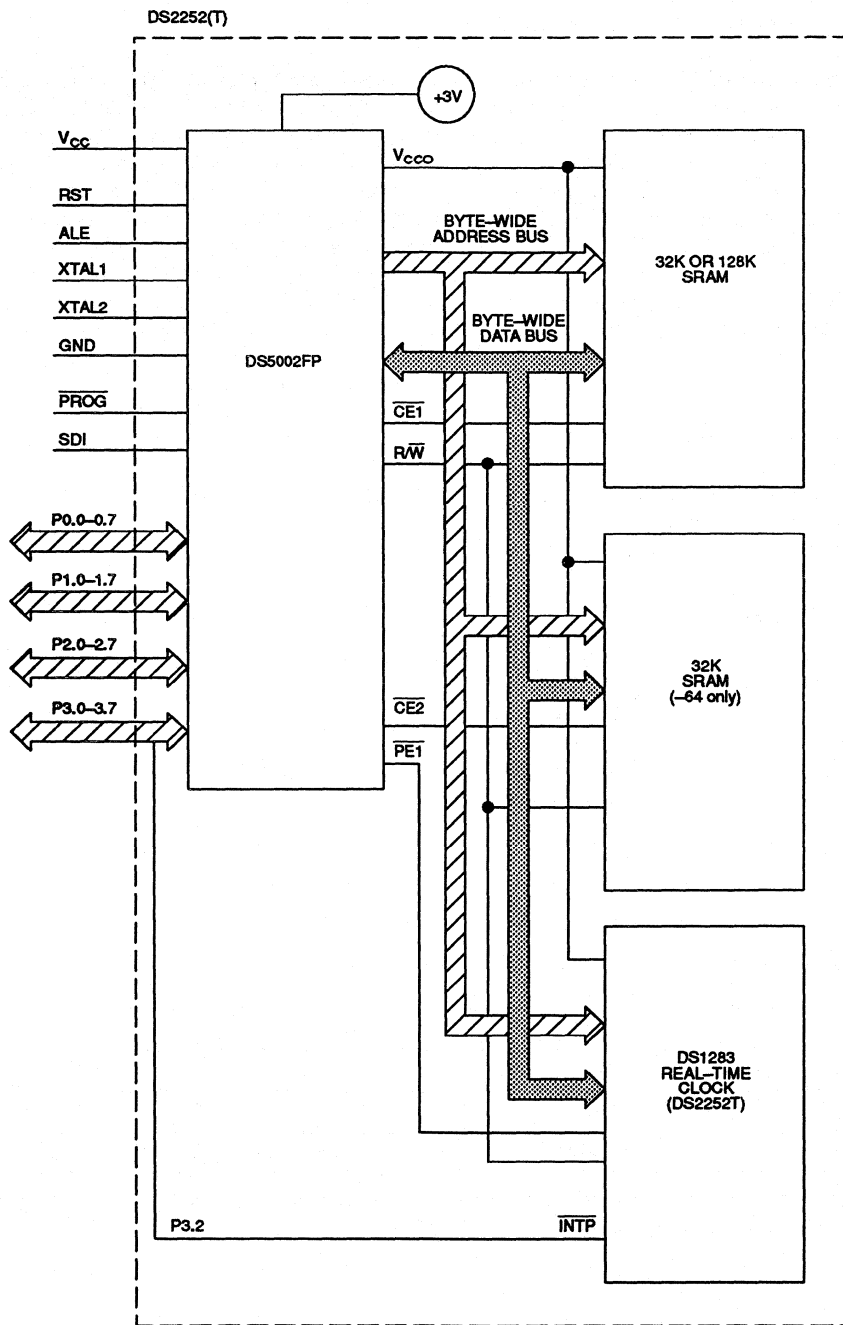 DS2252(T)
+3V
VCC
RST
ALE
XTAL1
XTAL2
GND
PROG
SDI
P0.0–0.7
P1.0–1.7
P2.0–2.7
P3.0–3.7
DS5002FP
VCCO
BYTE–WIDE
ADDRESS BUS
BYTE–WIDE
DATA BUS
CE1
R/W
CE2
PE1
32K OR 128K
SRAM
32K
SRAM
(–64 only)
DS1283
REAL–TIME
CLOCK
(DS2252T)
P3.2
INTP